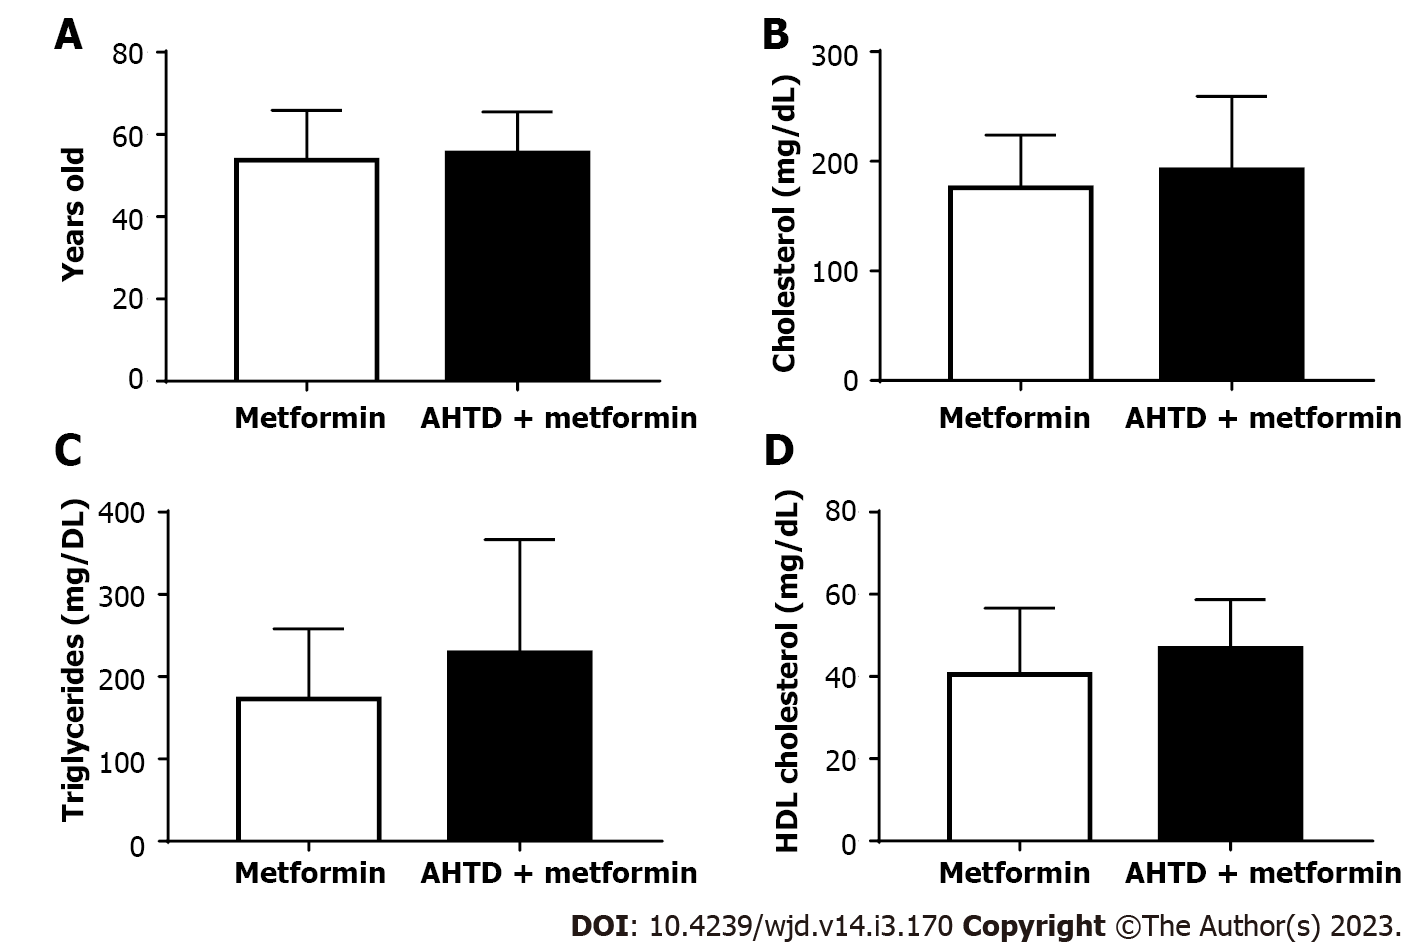 A
Years old
80
60
40
20
0
Metformin
AHTD + metformin
B
Cholesterol (mg/dL)
300
200
100
0
Metformin
AHTD + metformin
C
Triglycerides (mg/DL)
400
300
200
100
0
Metformin
AHTD + metformin
D
HDL cholesterol (mg/dL)
80
60
40
20
0
Metformin
AHTD + metformin
DOI: 10.4239/wjd.v14.i3.170 Copyright ©The Author(s) 2023.